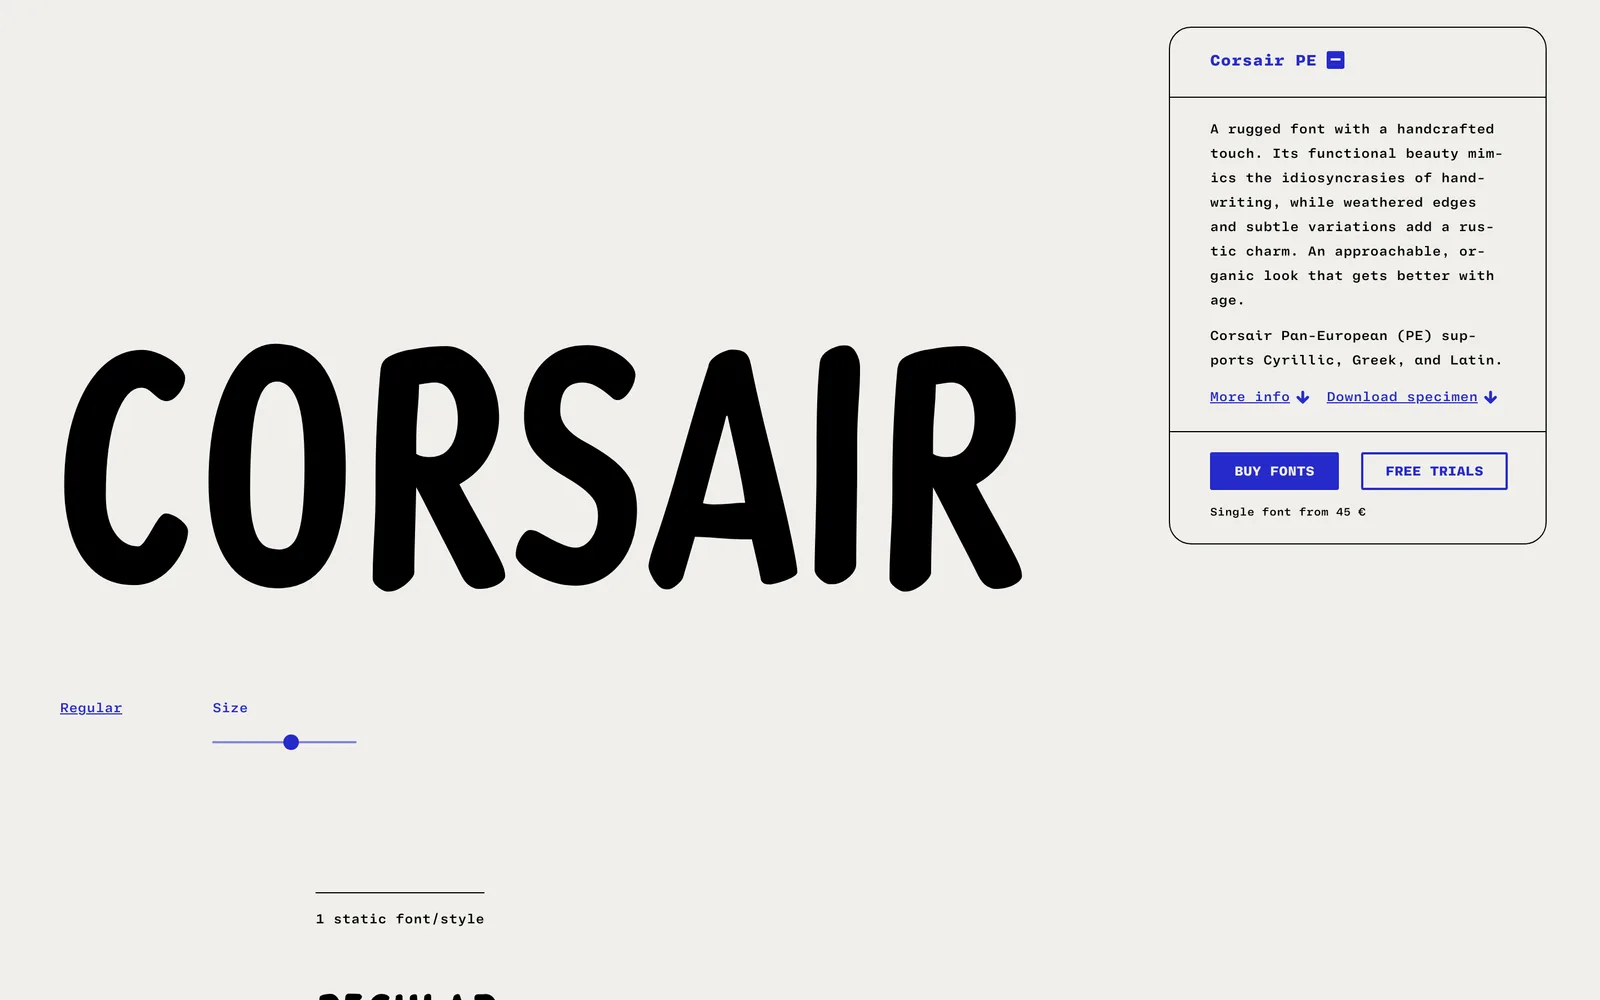 Corsair PE
A rugged font with a handcrafted
touch. Its functional beauty mim-
ics the idiosyncrasies of hand-
writing, while weathered edges
and subtle variations add a rus-
tic charm. An approachable, or-
ganic look that gets better with
age.
Corsair Pan-European (PE) sup-
ports Cyrillic, Greek, and Latin.
More info Download specimen
BUY FONTS FREE TRIALS
Single font from 45 €
CORSAIR
Regular Size
1 static font/style
REGULAR